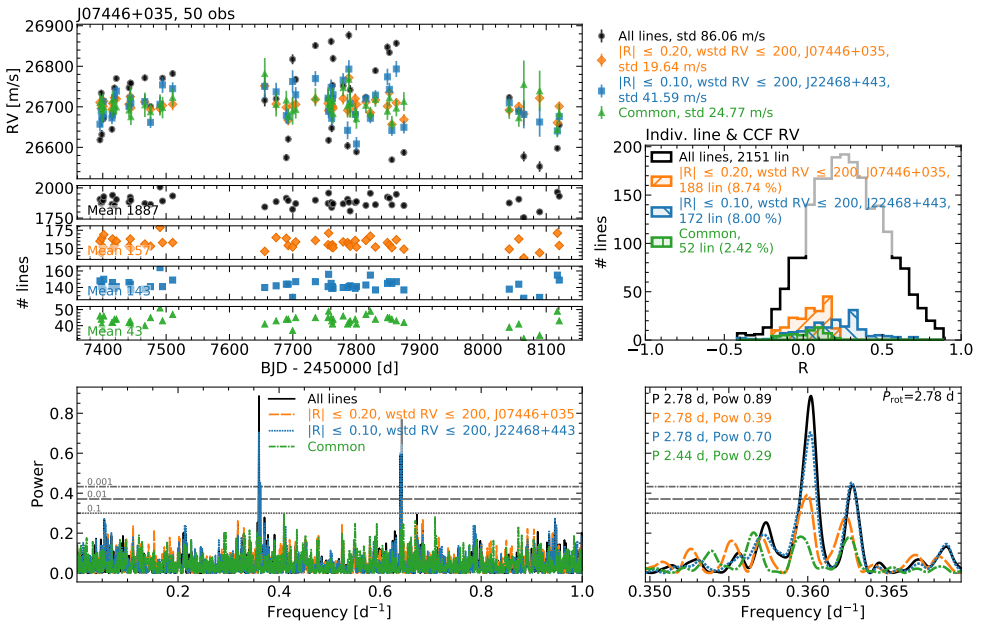 J07446+035, 50 obs
26900
26800
26700
26600
RV [m/s]
All lines, std 86.06 m/s
|R| ≤ 0.20, wstd RV ≤ 200, J07446+035,
std 19.64 m/s
|R| ≤ 0.10, wstd RV ≤ 200, J22468+443,
std 41.59 m/s
Common, std 24.77 m/s
2000
1750
Mean 1887
175
150
Mean 157
160
140
Mean 143
50
40
Mean 43
# lines
7400 7500 7600 7700 7800 7900 8000 8100
BJD - 2450000 [d]
Indiv. line & CCF RV
200
150
100
50
0
# lines
All lines, 2151 lin
|R| ≤ 0.20, wstd RV ≤ 200, J07446+035,
188 lin (8.74 %)
|R| ≤ 0.10, wstd RV ≤ 200, J22468+443,
172 lin (8.00 %)
Common,
52 lin (2.42 %)
−1.0 −0.5 0.0 0.5 1.0
R
0.8
0.6
0.4
0.2
0.0
Power
All lines
|R| ≤ 0.20, wstd RV ≤ 200, J07446+035
|R| ≤ 0.10, wstd RV ≤ 200, J22468+443
Common
0.001
0.01
0.1
0.2 0.4 0.6 0.8 1.0
Frequency [d⁻¹]
P 2.78 d, Pow 0.89
P 2.78 d, Pow 0.39
P 2.78 d, Pow 0.70
P 2.44 d, Pow 0.29
Prot=2.78 d
0.350 0.355 0.360 0.365
Frequency [d⁻¹]